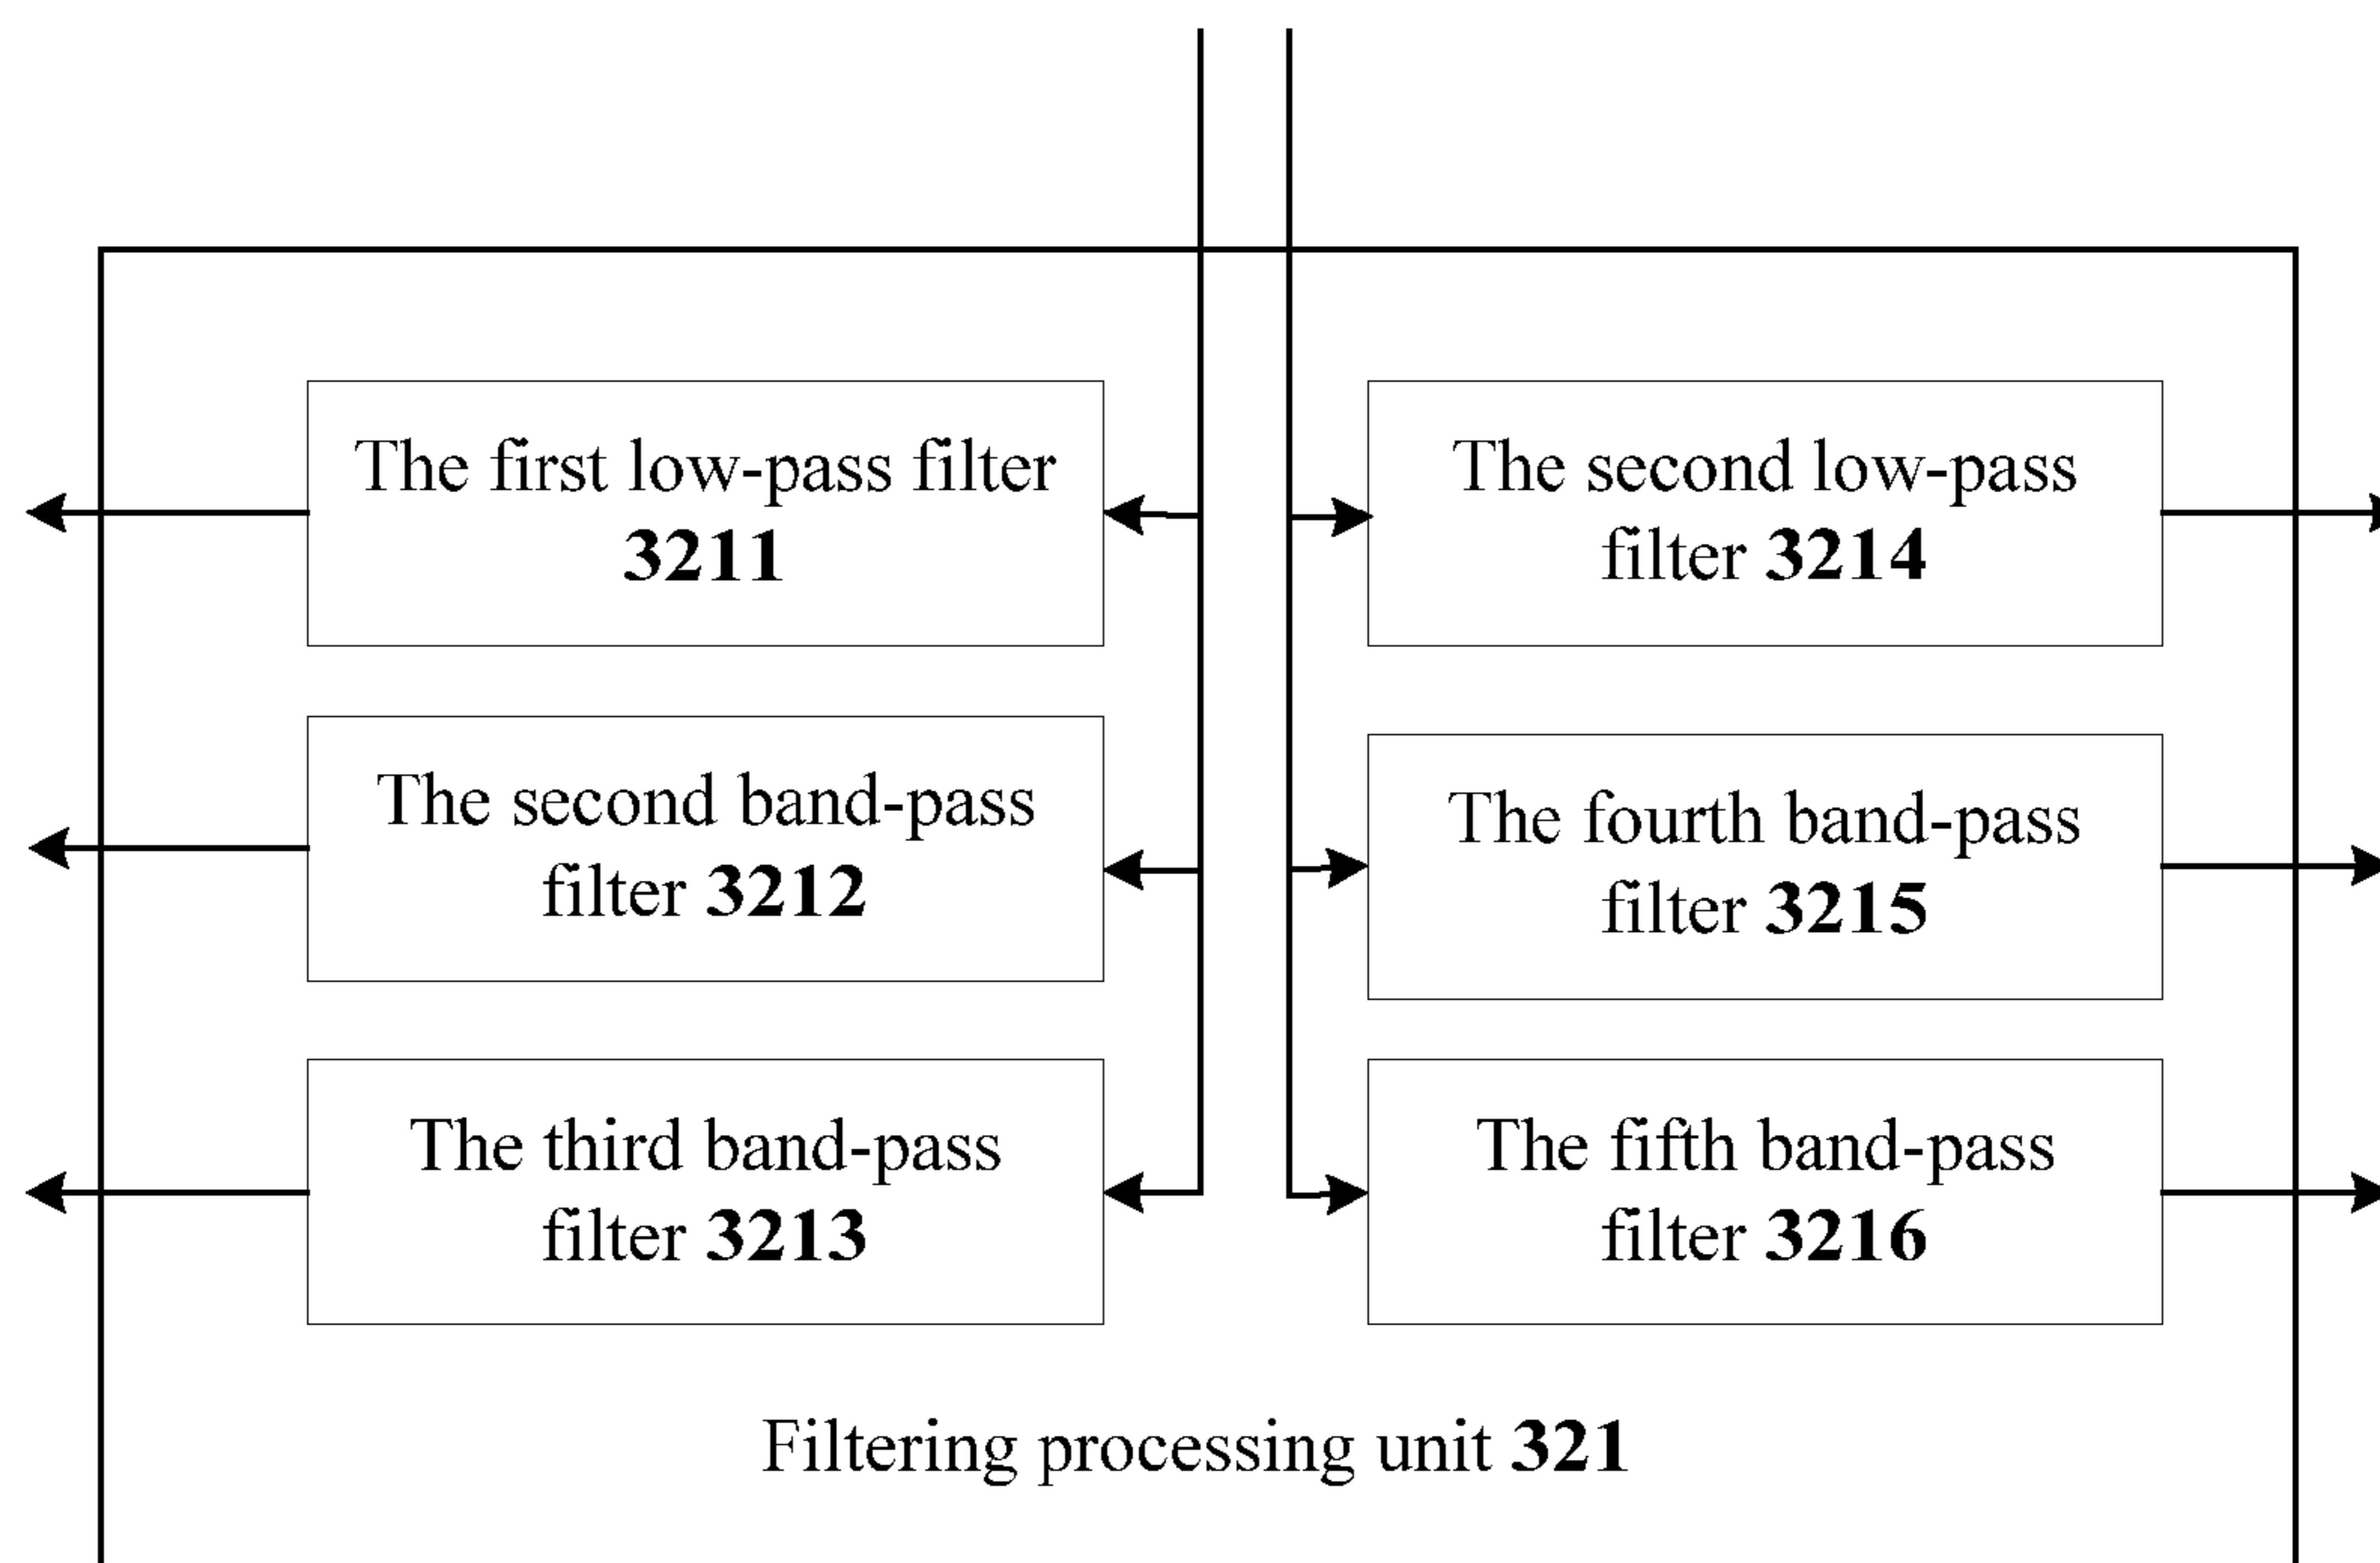 The first low-pass filter
3211
The second low-pass
filter 3214
The second band-pass
filter 3212
The fourth band-pass
filter 3215
The third band-pass
filter 3213
The fifth band-pass
filter 3216
Filtering processing unit 321